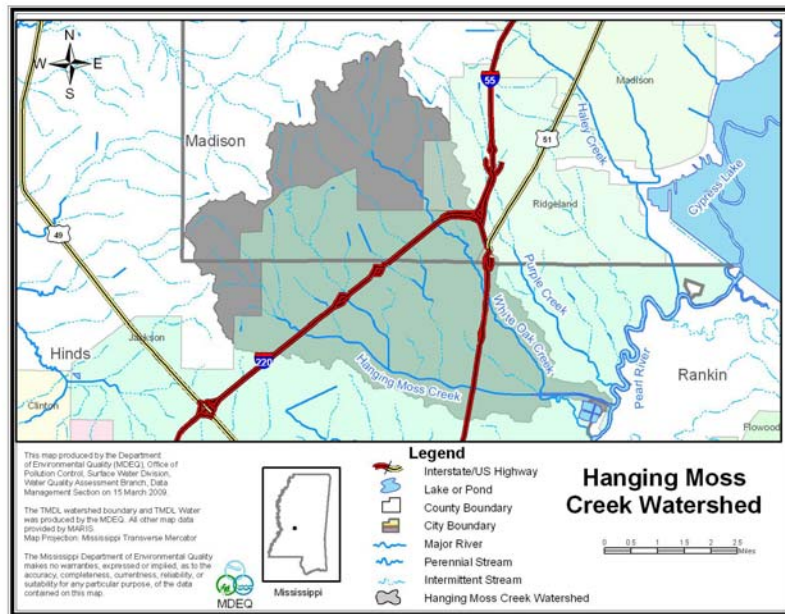 N
W E
S
Madison
55
Madison
51
Haley Creek
Cypress Lake
Ridgeland
49
Purple Creek
White Oak Creek
Jackson
Hinds
220
Hanging Moss Creek
Pearl River
Rankin
Clinton
Flowood
This map produced by the Department
of Environmental Quality (MDEQ), Office of
Pollution Control, Surface Water Division,
Water Quality Assessment Branch, Data
Management Section on 15 March 2009.
The TMDL watershed boundary and TMDL Water
was produced by the MDEQ. All other map data
provided by MARIS.
Map Projection: Mississippi Transverse Mercator
The Mississippi Department of Environmental Quality
makes no warranties, expressed or implied, as to the
accuracy, completeness, currentness, reliability, or
suitability for any particular purpose, of the data
contained on this map.
MDEQ
Mississippi
Legend
Interstate/US Highway
Lake or Pond
County Boundary
City Boundary
Major River
Perennial Stream
Intermittent Stream
Hanging Moss Creek Watershed
Hanging Moss
Creek Watershed
0 0.5 1 1.5 2 2.5
Miles